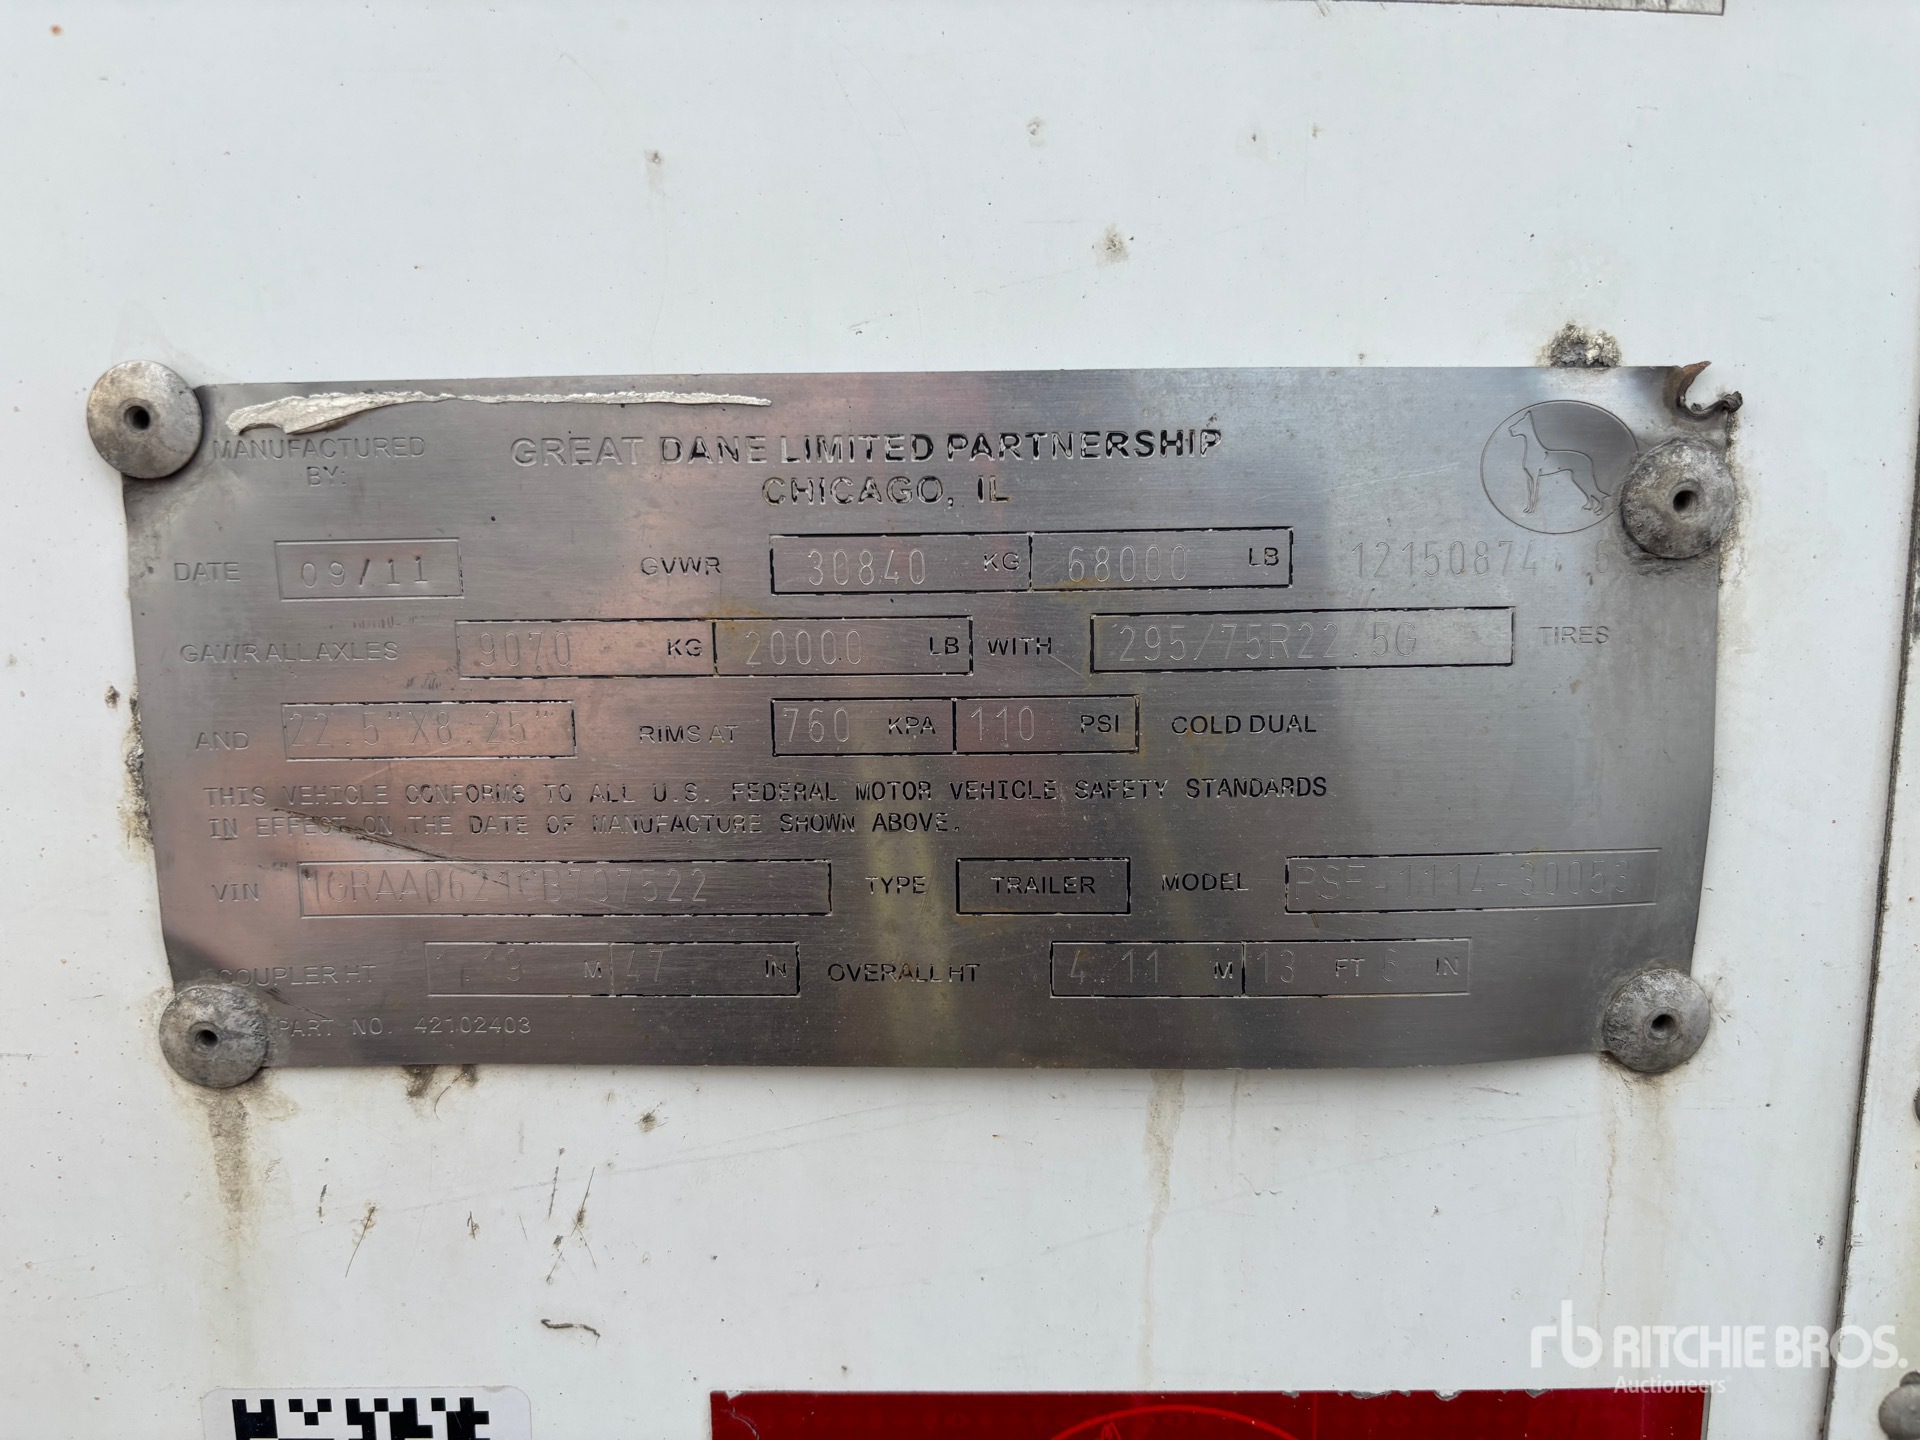 MANUFACTURED BY: GREAT DANE LIMITED PARTNERSHIP
CHICAGO, IL
DATE 09/11 GVWR 30840 KG 68000 LB 12150874
GAWR ALL AXLES 9070 KG 20000 LB WITH 295/75R22.5G TIRES
AND 22.5"X8.25" RIMS AT 760 KPA 110 PSI COLD DUAL
THIS VEHICLE CONFORMS TO ALL U.S. FEDERAL MOTOR VEHICLE SAFETY STANDARDS
IN EFFECT ON THE DATE OF MANUFACTURE SHOWN ABOVE.
VIN 1GRAA0621CB707522 TYPE TRAILER MODEL
COUPLER HT M 47 IN OVERALL HT 4.11 M 13 FT 6 IN
PART NO. 42102403
rb RITCHIE BROS.
Auctioneers